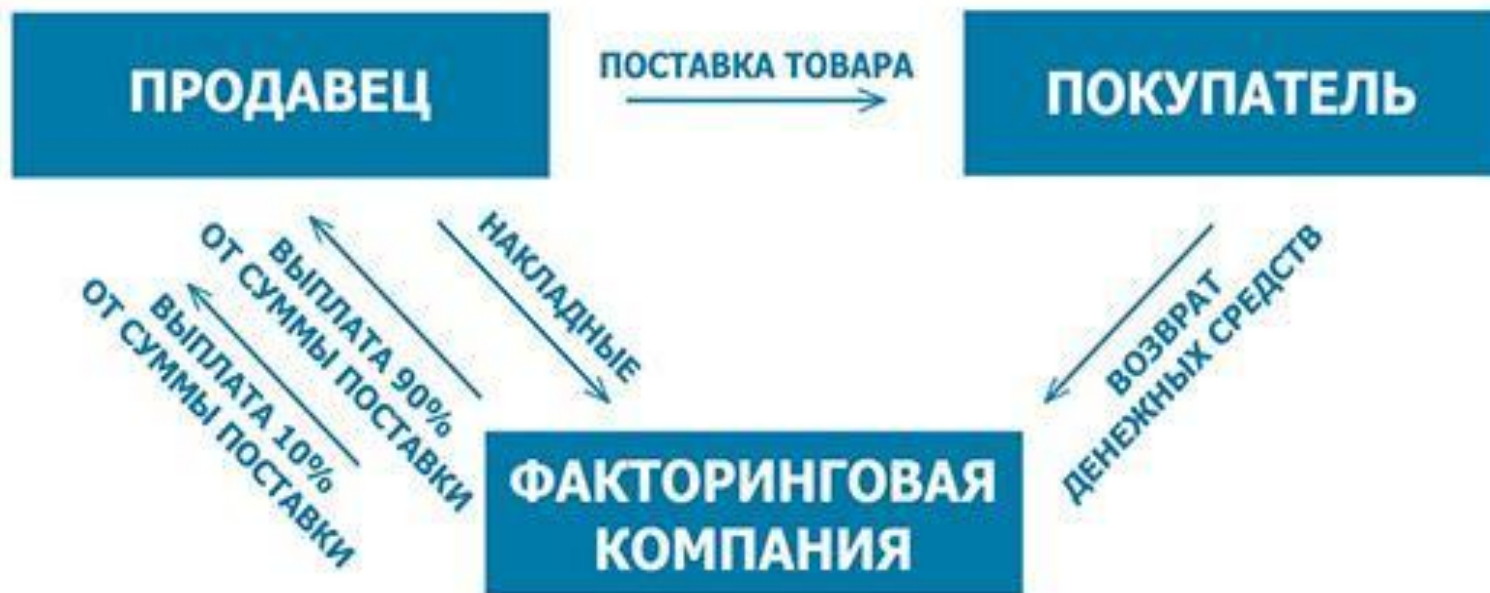 ПРОДАВЕЦ
ПОСТАВКА ТОВАРА
ПОКУПАТЕЛЬ
НАКЛАДНЫЕ
ВЫПЛАТА 90%
ОТ СУММЫ ПОСТАВКИ
ВЫПЛАТА 10%
ОТ СУММЫ ПОСТАВКИ
ВОЗВРАТ
ДЕНЕЖНЫХ СРЕДСТВ
ФАКТОРИНГОВАЯ
КОМПАНИЯ